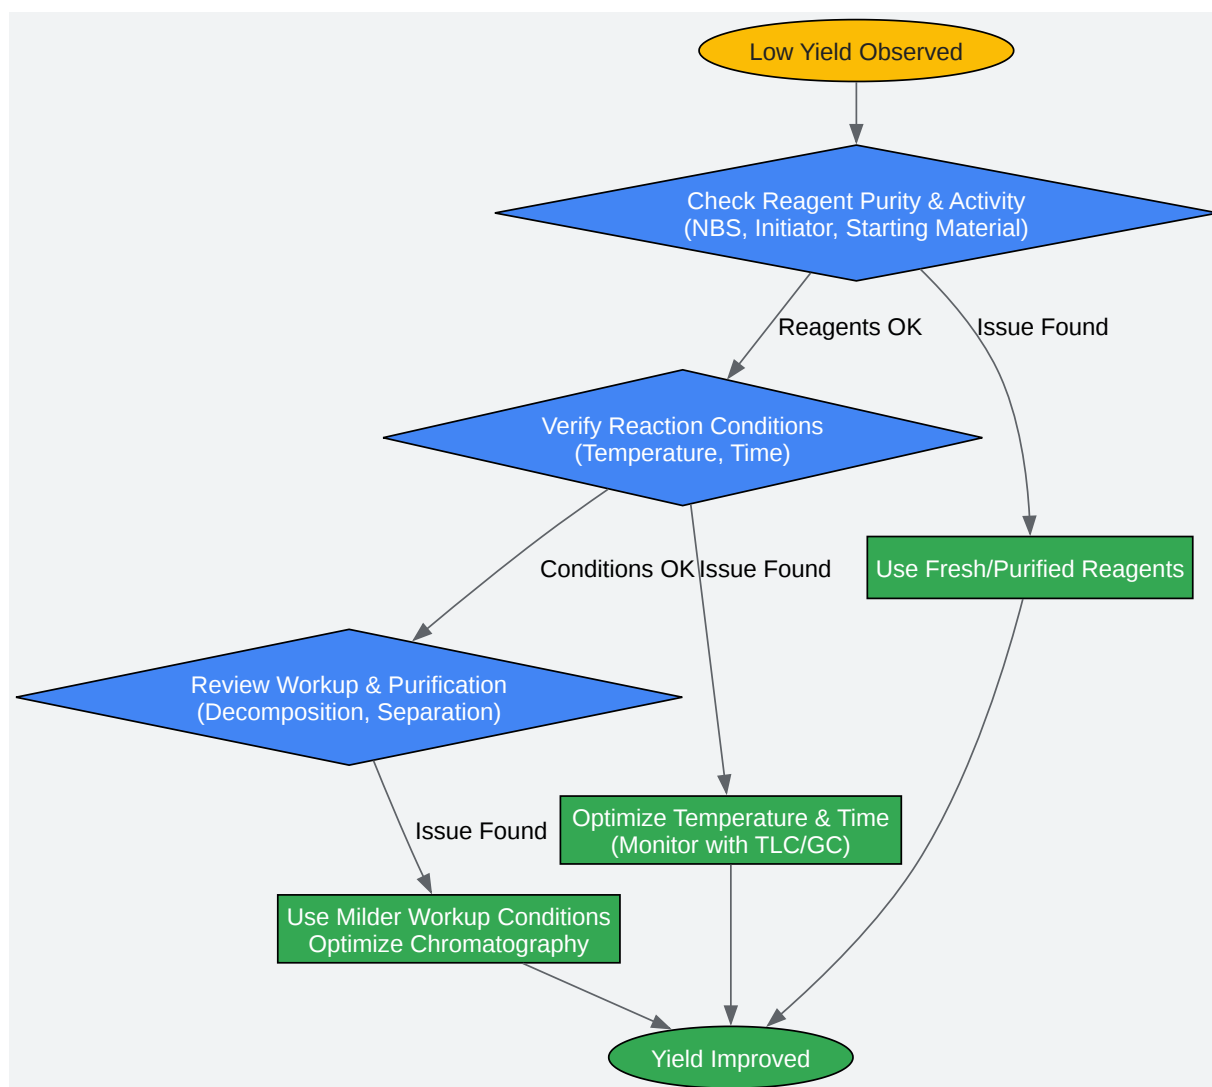 Low Yield Observed
Check Reagent Purity & Activity
(NBS, Initiator, Starting Material)
Reagents OK
Issue Found
Verify Reaction Conditions
(Temperature, Time)
Conditions OK
Issue Found
Use Fresh/Purified Reagents
Review Workup & Purification
(Decomposition, Separation)
Issue Found
Optimize Temperature & Time
(Monitor with TLC/GC)
Use Milder Workup Conditions
Optimize Chromatography
Yield Improved